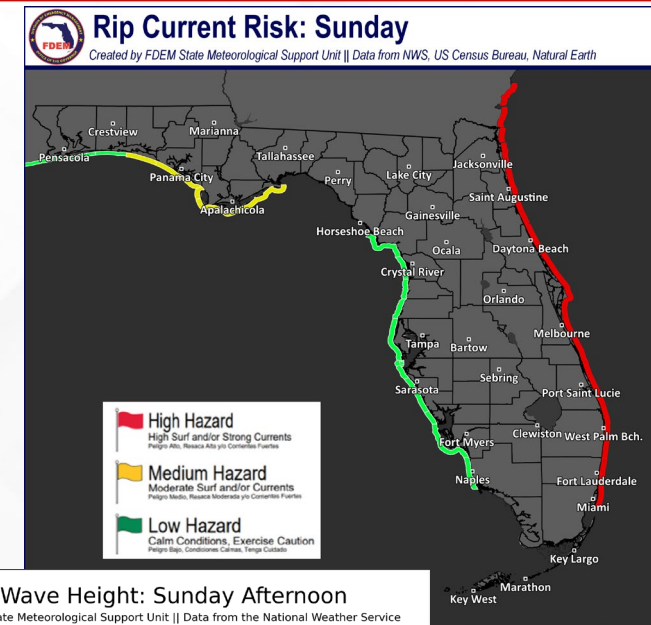 FDEM
Rip Current Risk: Sunday
Created by FDEM State Meteorological Support Unit || Data from NWS, US Census Bureau, Natural Earth
Crestview
Marianna
Pensacola
Tallahassee
Panama City
Perry
Lake City
Jacksonville
Apalachicola
Saint Augustine
Gainesville
Horseshoe Beach
Ocala
Daytona Beach
Crystal River
Orlando
Melbourne
Tampa
Bartow
Sebring
Sarasota
Port Saint Lucie
Clewiston
West Palm Bch.
Fort Myers
Naples
Fort Lauderdale
Miami
Key Largo
Marathon
Key West
High Hazard
High Surf and/or Strong Currents
Peligro Alto, Resaca Alta y/o Corrientes Fuertes
Medium Hazard
Moderate Surf and/or Currents
Peligro Medio, Resaca Moderada y/o Corrientes Fuertes
Low Hazard
Calm Conditions, Exercise Caution
Peligro Bajo, Condiciones Calmas, Tenga Cuidado
Wave Height: Sunday Afternoon
ate Meteorological Support Unit || Data from the National Weather Service